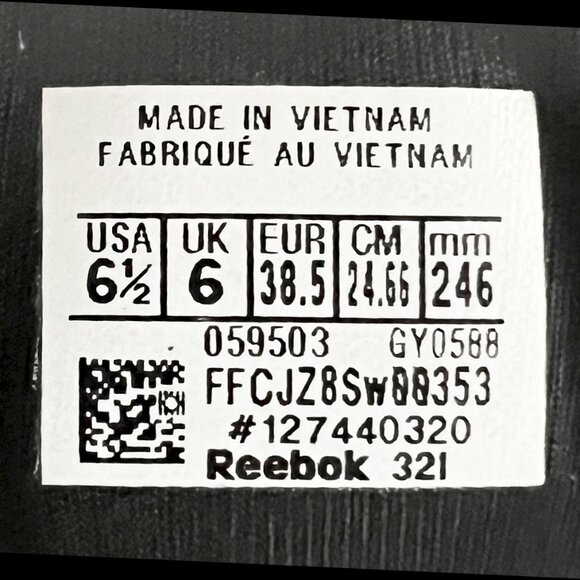 MADE IN VIETNAM
FABRIQUÉ AU VIETNAM
USA UK EUR CM mm
6½ 6 38.5 24.66 246
059503 GY0588
#127440320
Reebok 321